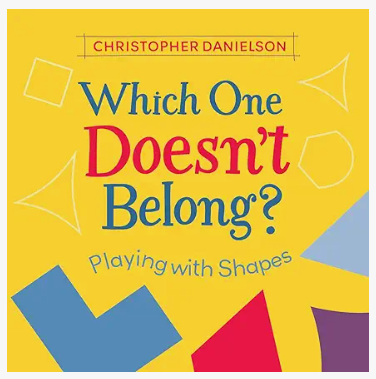 CHRISTOPHER DANIELSON
Which One
Doesn't
Belong?
Playing with Shapes